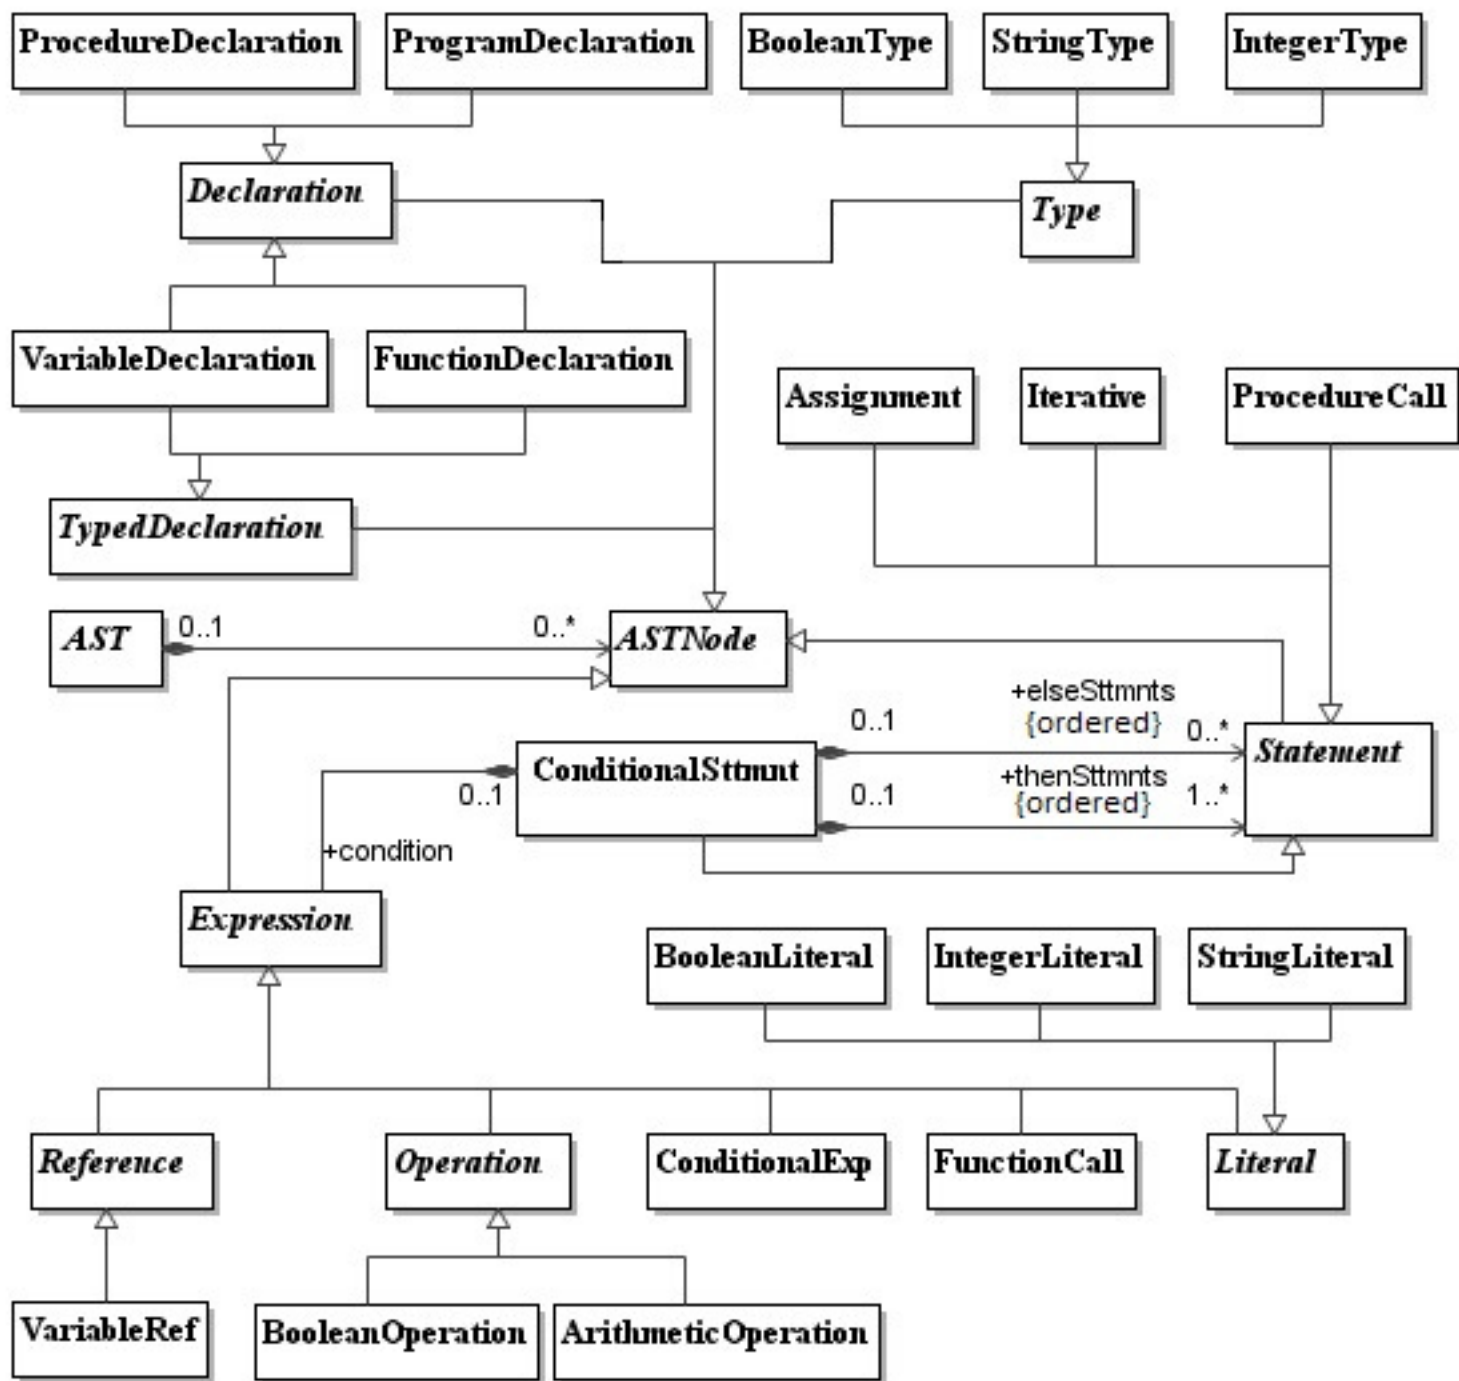 ProcedureDeclaration
ProgramDeclaration
BooleanType
StringType
IntegerType
Declaration
Type
VariableDeclaration
FunctionDeclaration
Assignment
Iterative
ProcedureCall
TypedDeclaration
AST
0..1
0..*
ASTNode
+elseSttmnts
{ordered}
0..1
0..*
ConditionalSttmnt
Statement
0..1
+thenSttmnts
{ordered}
0..1
1..*
+condition
Expression
BooleanLiteral
IntegerLiteral
StringLiteral
Reference
Operation
ConditionalExp
FunctionCall
Literal
VariableRef
BooleanOperation
ArithmeticOperation